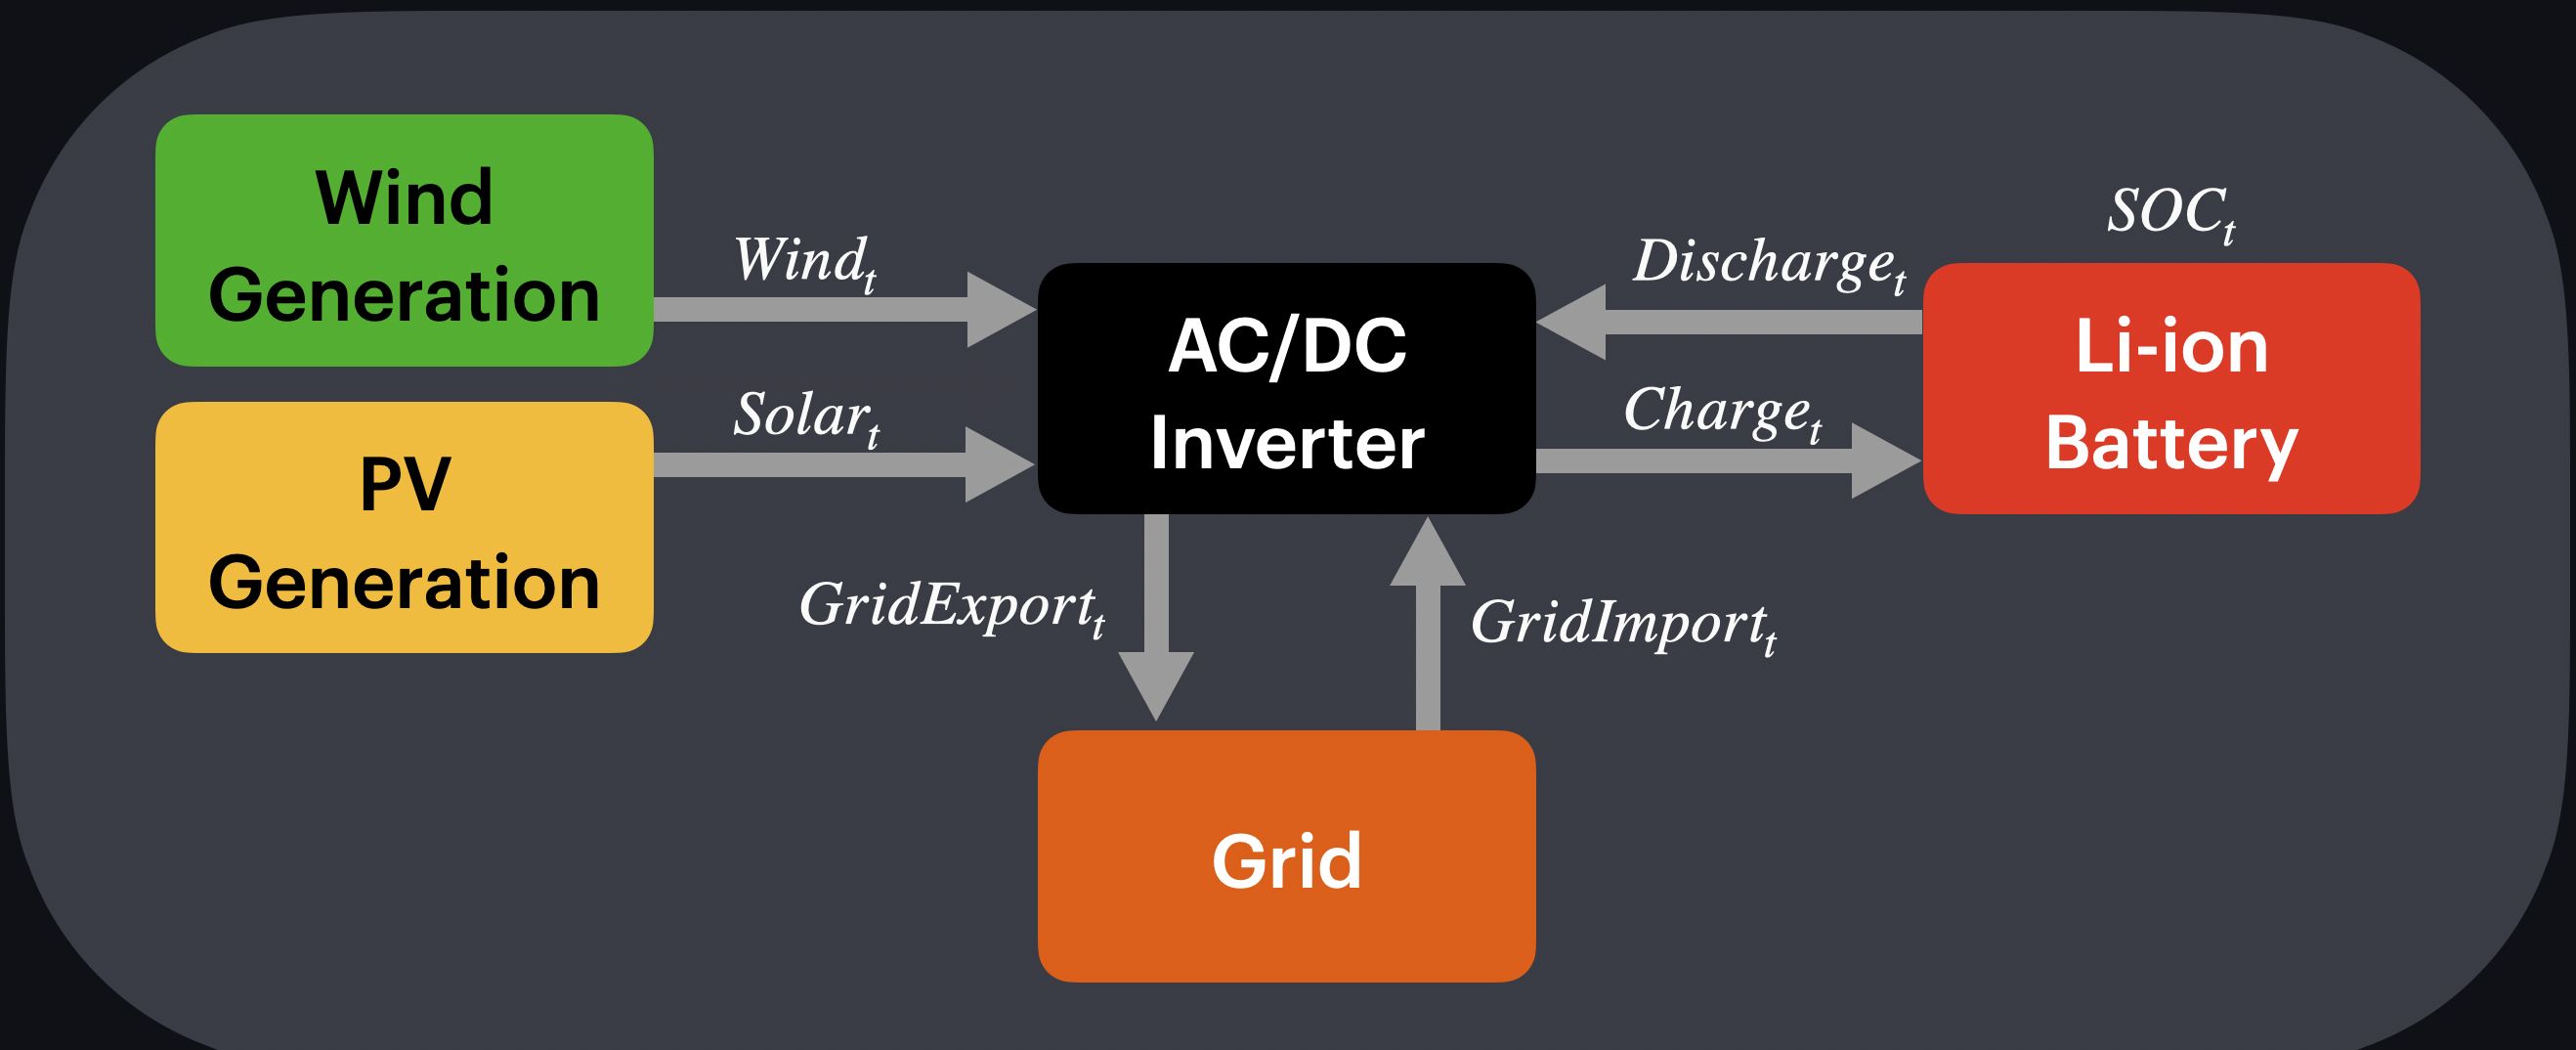 Wind
Generation
Wind_t
PV
Generation
Solar_t
AC/DC
Inverter
Discharge_t
Charge_t
SOC_t
Li-ion
Battery
GridExport_t
GridImport_t
Grid